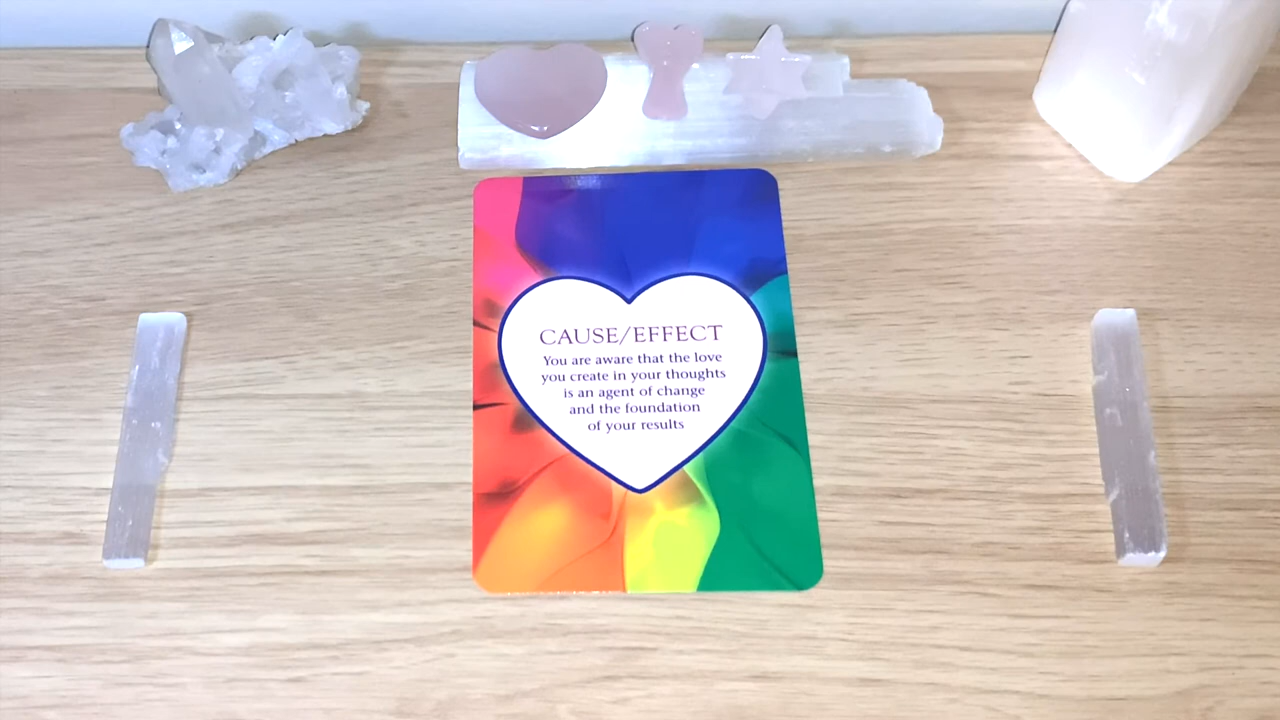 CAUSE/EFFECT
You are aware that the love
you create in your thoughts
is an agent of change
and the foundation
of your results